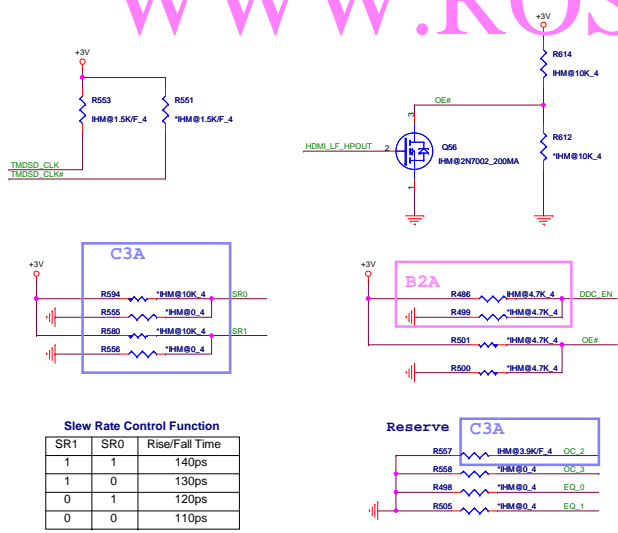 WWW.ROS
+3V
R553
IHM@1.5K/F_4
R551
*IHM@1.5K/F_4
TMDSD_CLK
TMDSD_CLK#
+3V
R614
IHM@10K_4
OE#
3
HDMI_LF_HPOUT
2
Q56
IHM@2N7002_200MA
1
R612
*IHM@10K_4
C3A
+3V
R594 *IHM@10K_4 SR0
R555 *IHM@0_4
R580 *IHM@10K_4 SR1
R556 *IHM@0_4
+3V
B2A
R486 IHM@4.7K_4 DDC_EN
R499 *IHM@4.7K_4
R501 *IHM@4.7K_4 OE#
R500 *IHM@4.7K_4
Slew Rate Control Function
SR1 SR0 Rise/Fall Time
1 1 140ps
1 0 130ps
0 1 120ps
0 0 110ps
Reserve
C3A
R557 IHM@3.9K/F_4 OC_2
R558 *IHM@0_4 OC_3
R498 *IHM@0_4 EQ_0
R505 *IHM@0_4 EQ_1